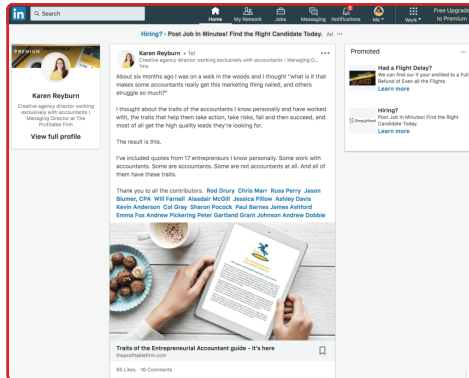 in Search
Home My Network Jobs Messaging Notifications Me Work Free Upgrade to Premium
Hiring? - Post Job In Minutes! Find the Right Candidate Today. Ad ...
PREMIUM
Karen Reyburn
Creative agency director working
exclusively with accountants |
Managing Director at The
Profitable Firm
View full profile
Karen Reyburn • 1st
Creative agency director working exclusively with accountants | Managing D...
1mo
About six months ago I was on a walk in the woods and I thought "what is it that
makes some accountants really get this marketing thing nailed, and others
struggle so much?"
I thought about the traits of the accountants I know personally and have worked
with, the traits that help them take action, take risks, fail and then succeed, and
most of all get the high quality leads they're looking for.
The result is this.
I've included quotes from 17 entrepreneurs I know personally. Some work with
accountants. Some are accountants. Some are not accountants at all. And all of
them have these traits.
Thank you to all the contributors. Rod Drury Chris Marr Russ Perry Jason
Blumer, CPA Will Farnell Alasdair McGill Jessica Pillow Ashley Davis
Kevin Anderson Col Gray Sharon Pocock Paul Barnes James Ashford
Emma Fox Andrew Pickering Peter Gartland Grant Johnson Andrew Dobbie
Traits of the Entrepreneurial Accountant guide - it's here
theprofitablefirm.com
85 Likes • 16 Comments
Promoted ...
Had a Flight Delay?
We can find our if your entitled to a Full
Refund of Even all the Flights
Learn more
Hiring?
Post Job In Minutes! Find the Right
Candidate Today.
Learn more